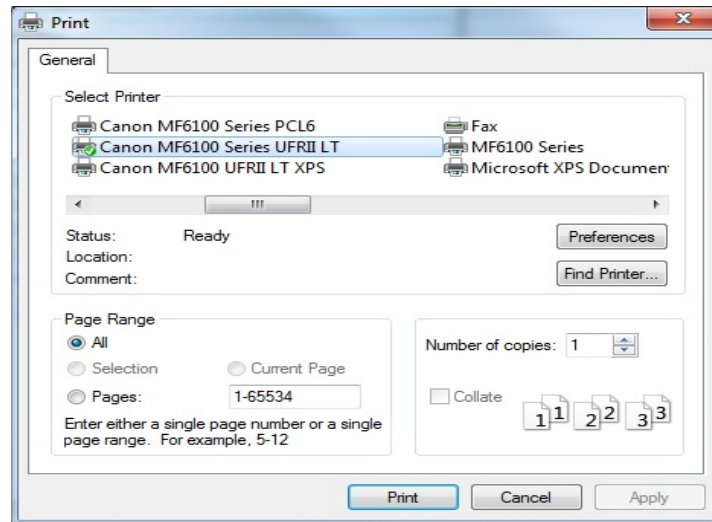 Print
General
Select Printer
Canon MF6100 Series PCL6
Fax
Canon MF6100 Series UFRII LT
MF6100 Series
Canon MF6100 UFRII LT XPS
Microsoft XPS Documen
Status: Ready
Preferences
Location:
Comment:
Find Printer...
Page Range
All
Selection
Current Page
Pages: 1-65534
Enter either a single page number or a single
page range. For example, 5-12
Number of copies: 1
Collate
1 1 2 2 3 3
Print
Cancel
Apply